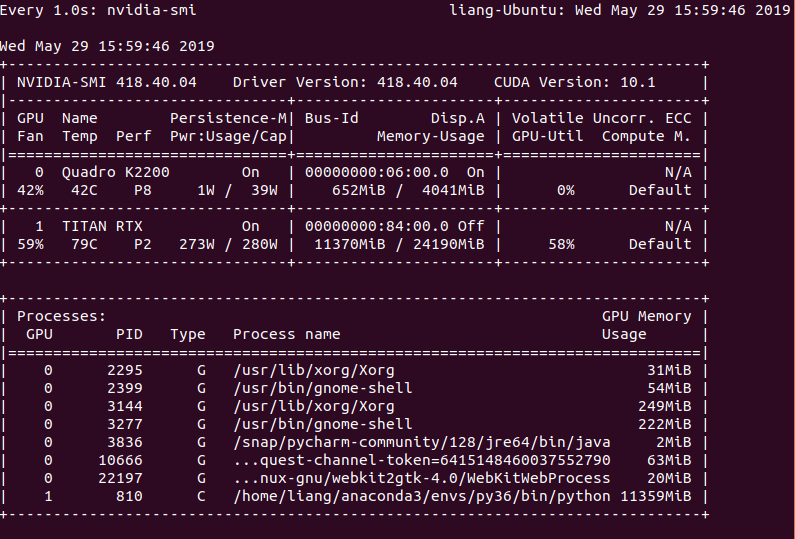 Every 1.0s: nvidia-smi                            liang-Ubuntu: Wed May 29 15:59:46 2019

Wed May 29 15:59:46 2019
+-----------------------------------------------------------------------------+
| NVIDIA-SMI 418.40.04    Driver Version: 418.40.04    CUDA Version: 10.1     |
|-------------------------------+----------------------+----------------------+
| GPU  Name        Persistence-M| Bus-Id        Disp.A | Volatile Uncorr. ECC |
| Fan  Temp  Perf  Pwr:Usage/Cap|         Memory-Usage | GPU-Util  Compute M. |
|===============================+======================+======================|
|   0  Quadro K2200        On   | 00000000:06:00.0  On |                  N/A |
| 42%   42C    P8     1W /  39W |    652MiB /  4041MiB |      0%      Default |
+-------------------------------+----------------------+----------------------+
|   1  TITAN RTX           On   | 00000000:84:00.0 Off |                  N/A |
| 59%   79C    P2   273W / 280W |  11370MiB / 24190MiB |     58%      Default |
+-------------------------------+----------------------+----------------------+

+-----------------------------------------------------------------------------+
| Processes:                                                       GPU Memory |
|  GPU       PID   Type   Process name                             Usage      |
|=============================================================================|
|    0      2295      G   /usr/lib/xorg/Xorg                            31MiB |
|    0      2399      G   /usr/bin/gnome-shell                          54MiB |
|    0      3144      G   /usr/lib/xorg/Xorg                           249MiB |
|    0      3277      G   /usr/bin/gnome-shell                         222MiB |
|    0      3836      G   /snap/pycharm-community/128/jre64/bin/java     2MiB |
|    0     10666      G   ...quest-channel-token=6415148460037552790    63MiB |
|    0     22197      G   ...nux-gnu/webkit2gtk-4.0/WebKitWebProcess    20MiB |
|    1       810      C   /home/liang/anaconda3/envs/py36/bin/python 11359MiB |
+-----------------------------------------------------------------------------+